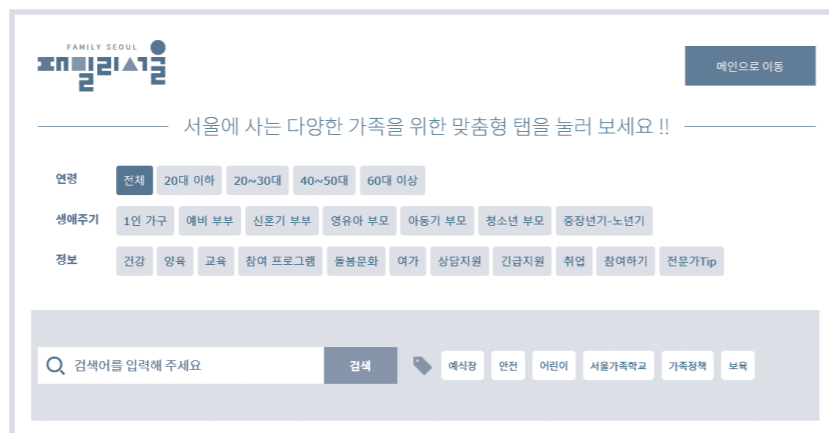 FAMILY SEOUL
패밀리서울
메인으로 이동
서울에 사는 다양한 가족을 위한 맞춤형 탭을 눌러 보세요 !!
연령 전체 20대 이하 20~30대 40~50대 60대 이상
생애주기 1인 가구 예비 부부 신혼기 부부 영유아 부모 아동기 부모 청소년 부모 중장년기-노년기
정보 건강 양육 교육 참여 프로그램 돌봄문화 여가 상담지원 긴급지원 취업 참여하기 전문가Tip
검색어를 입력해 주세요 검색 예식장 안전 어린이 서울가족학교 가족정책 보육